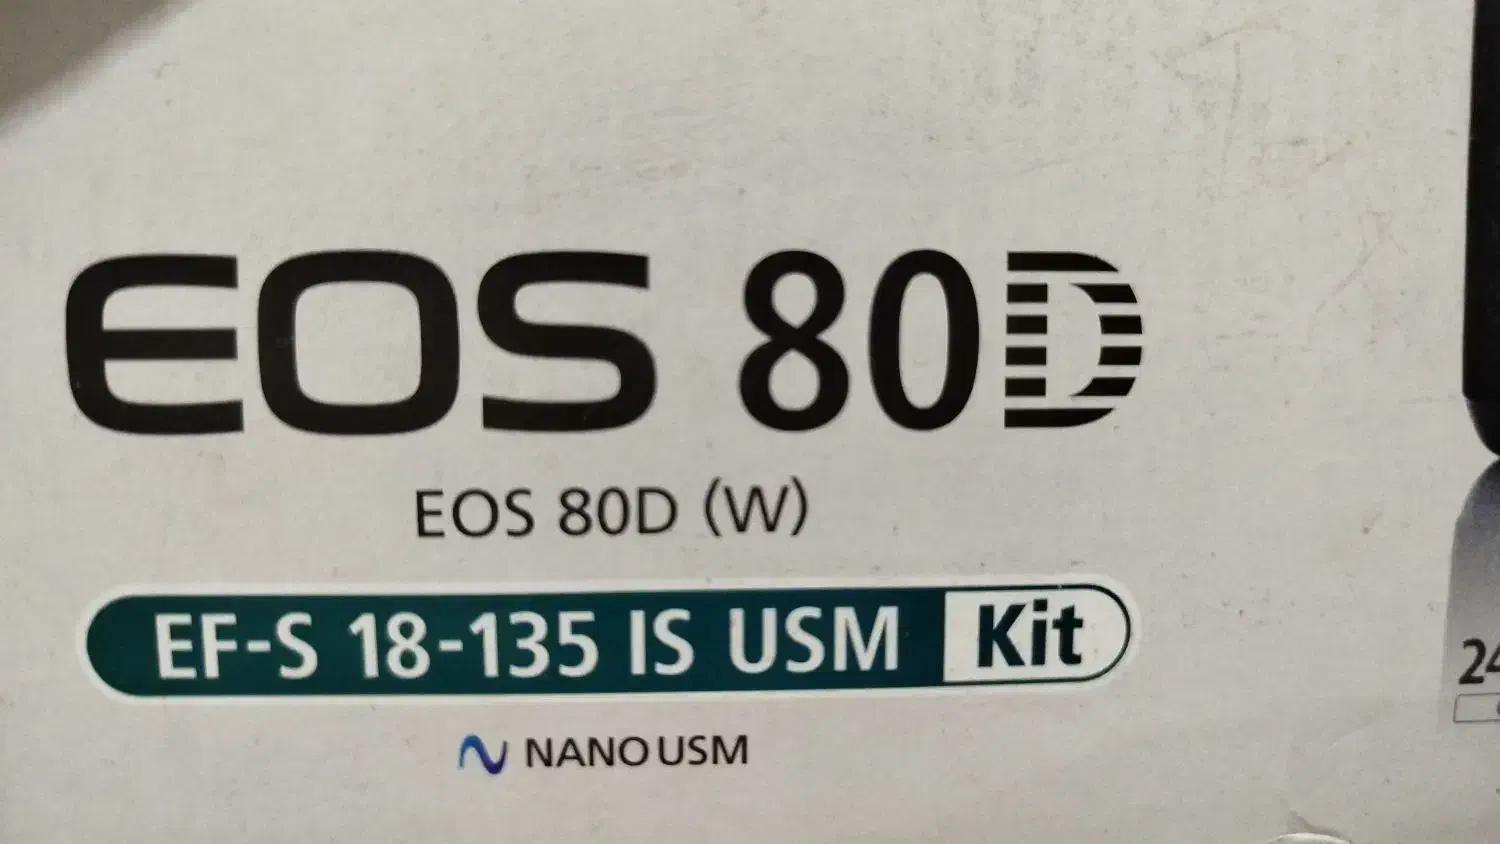 EOS 80D
EOS 80D (W)
EF-S 18-135 IS USM Kit
NANO USM